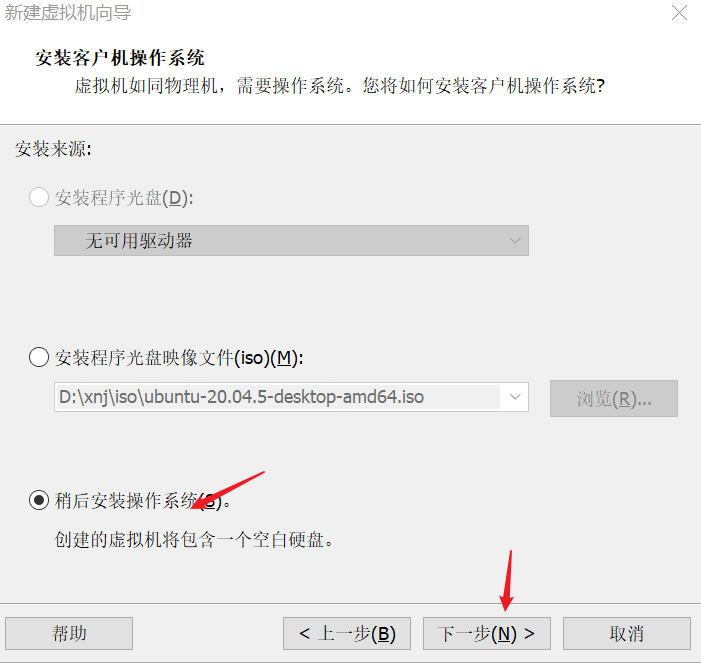 新建虚拟机向导
安装客户机操作系统
虚拟机如同物理机，需要操作系统。您将如何安装客户机操作系统?
安装来源:
安装程序光盘(D):
无可用驱动器
安装程序光盘映像文件(iso)(M):
D:\xnj\iso\ubuntu-20.04.5-desktop-amd64.iso
浏览(R)...
稍后安装操作系统(S)。
创建的虚拟机将包含一个空白硬盘。
帮助
< 上一步(B)
下一步(N) >
取消